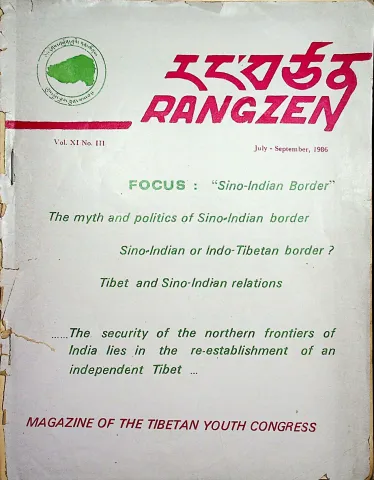 རང་བཙན
RANGZEN
Vol. XI No. III
July - September, 1986
FOCUS : "Sino-Indian Border"
The myth and politics of Sino-Indian border
Sino-Indian or Indo-Tibetan border ?
Tibet and Sino-Indian relations
......The security of the northern frontiers of
India lies in the re-establishment of an
independent Tibet ...
MAGAZINE OF THE TIBETAN YOUTH CONGRESS